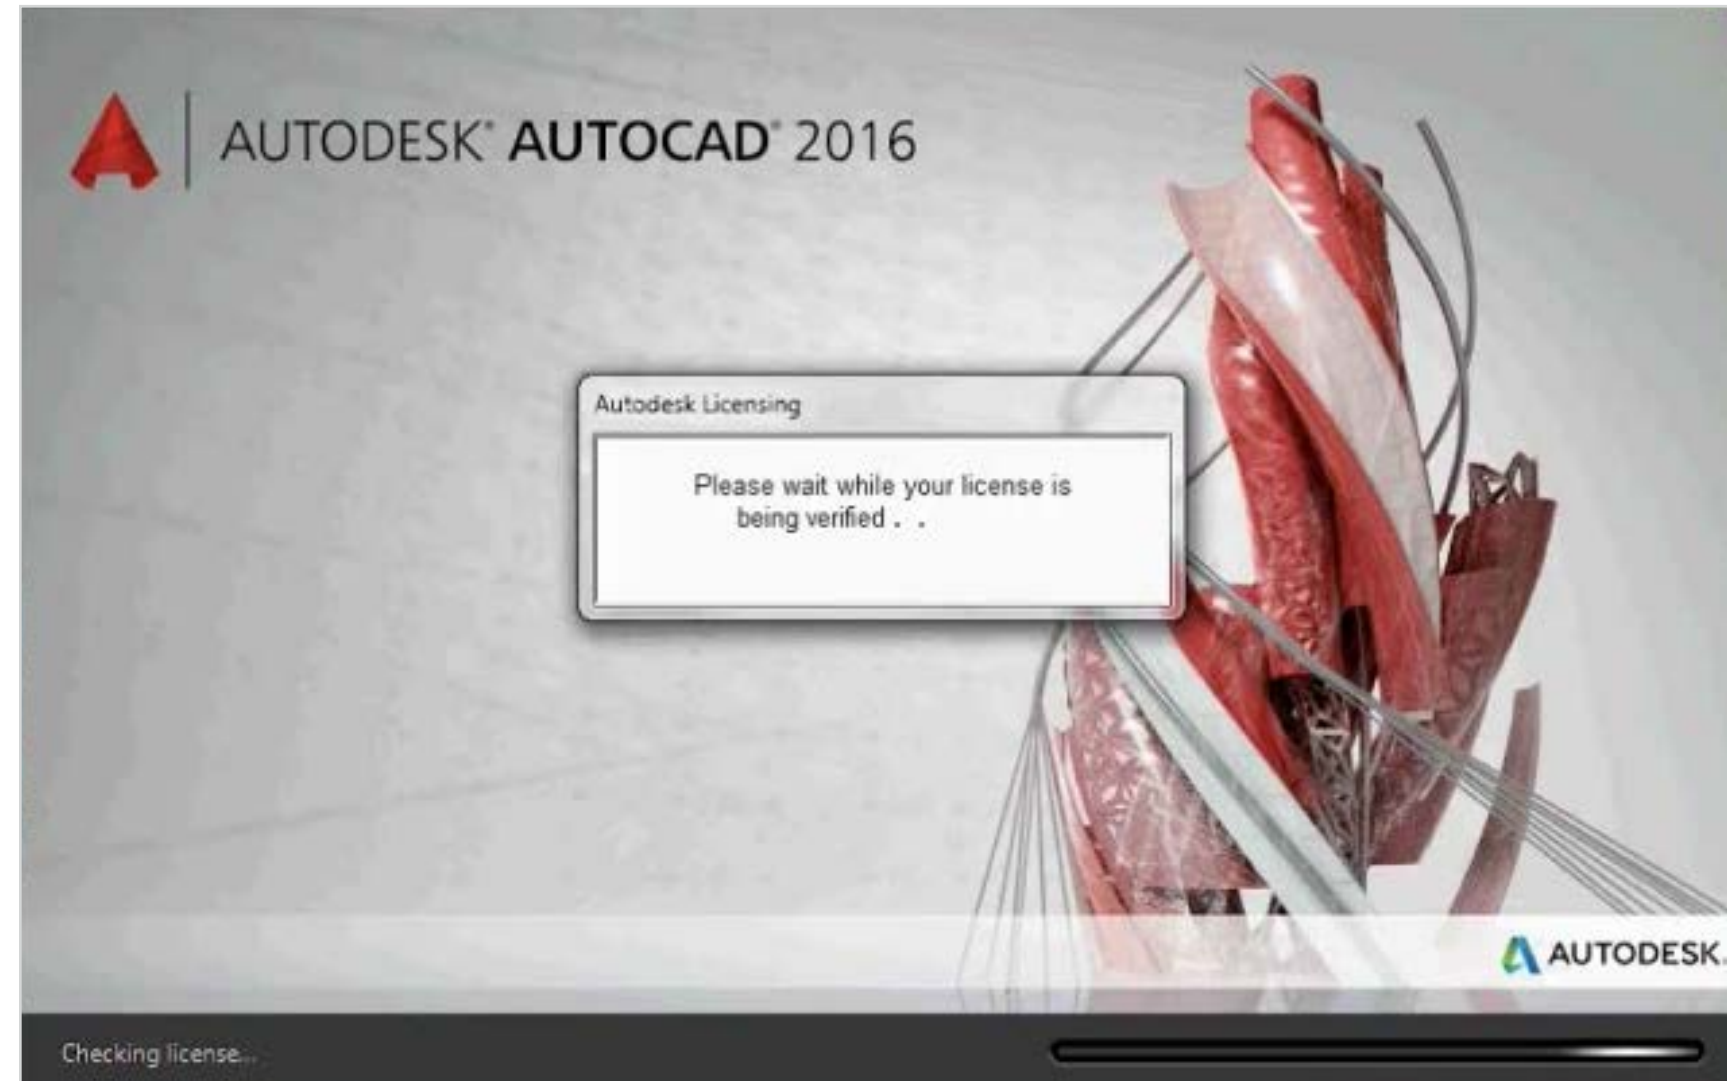 AUTODESK® AUTOCAD® 2016
Autodesk Licensing
Please wait while your license is
being verified . .
AUTODESK.
Checking license...